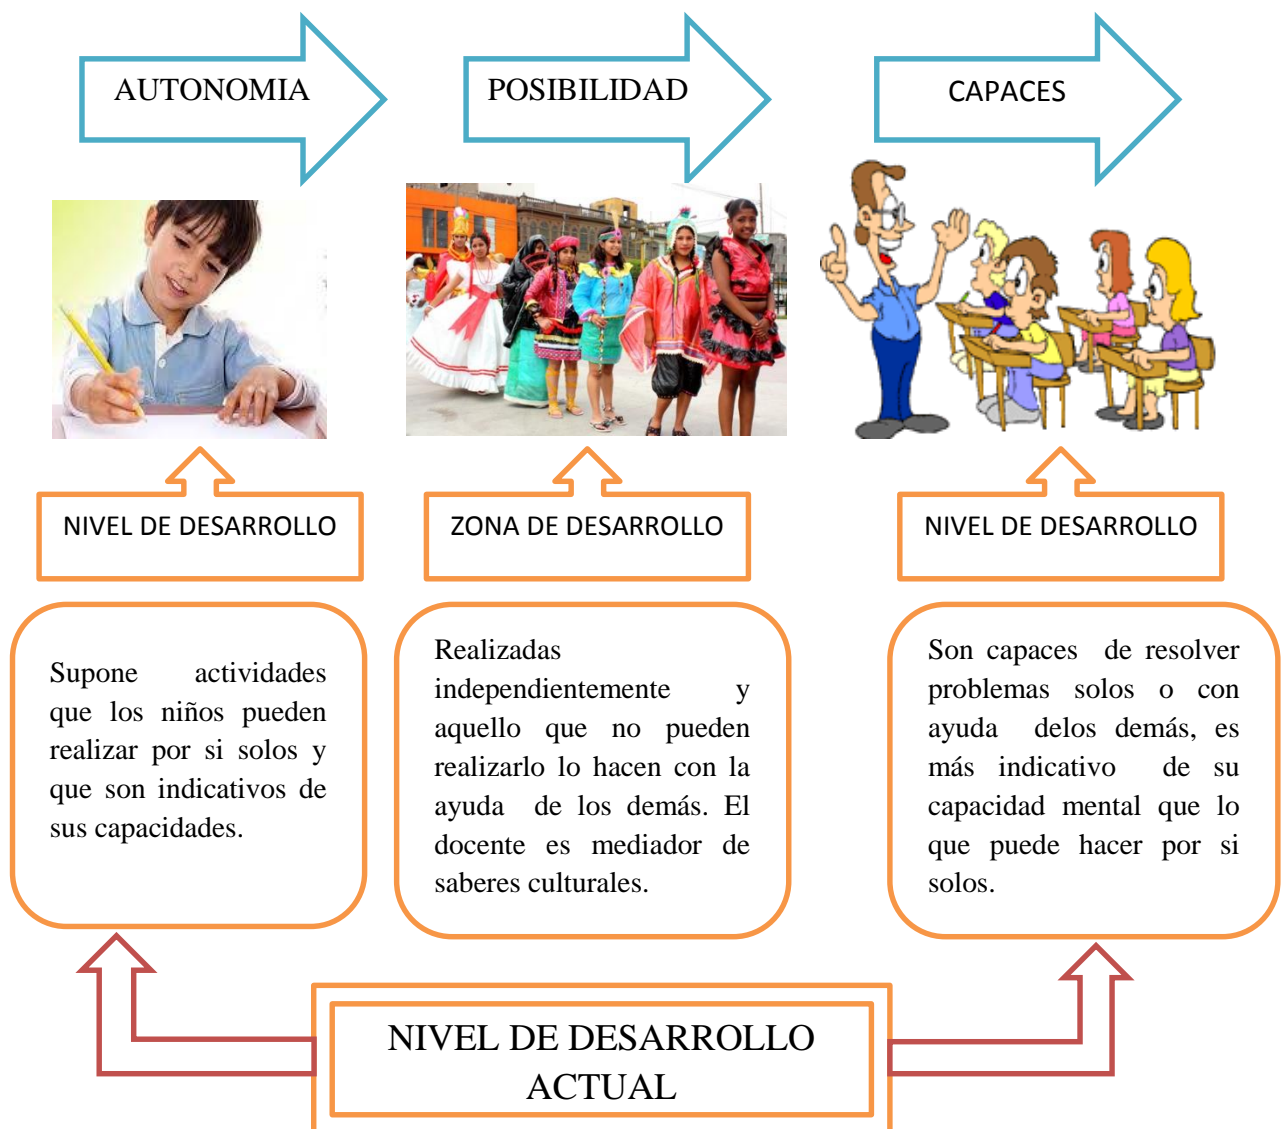 AUTONOMIA
POSIBILIDAD
CAPACES
NIVEL DE DESARROLLO
ZONA DE DESARROLLO
NIVEL DE DESARROLLO
Supone actividades
que los niños pueden
realizar por si solos y
que son indicativos de
sus capacidades.
Realizadas
independientemente y
aquello que no pueden
realizarlo lo hacen con la
ayuda de los demás. El
docente es mediador de
saberes culturales.
Son capaces de resolver
problemas solos o con
ayuda delos demás, es
más indicativo de su
capacidad mental que lo
que puede hacer por si
solos.
NIVEL DE DESARROLLO
ACTUAL